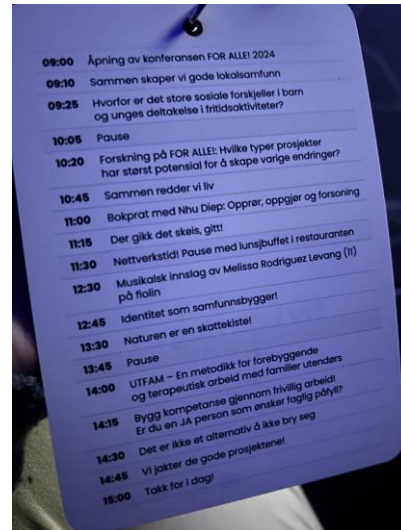 09:00 Åpning av konferansen FOR ALLE! 2024
09:10 Sammen skaper vi gode lokalsamfunn
09:25 Hvorfor er det store sosiale forskjeller i barn
og unges deltakelse i fritidsaktiviteter?
10:05 Pause
10:20 Forskning på FOR ALLE!: Hvilke typer prosjekter
har størst potensial for å skape varige endringer?
10:45 Sammen redder vi liv
11:00 Bokprat med Nhu Diep: Opprør, oppgjør og forsoning
11:15 Der gikk det skeis, gitt!
11:30 Nettverkstid! Pause med lunsjbuffet i restauranten
12:30 Musikalsk innslag av Melissa Rodriguez Levang (11)
på fiolin
12:45 Identitet som samfunnsbygger!
13:30 Naturen er en skattekiste!
13:45 Pause
14:00 UTFAM – En metodikk for forebyggende
og terapeutisk arbeid med familier utendørs
14:15 Bygg kompetanse gjennom frivillig arbeid!
Er du en JA person som ønsker faglig påfyll?
14:30 Det er ikke et alternativ å ikke bry seg
14:45 Vi jakter de gode prosjektene!
15:00 Takk for i dag!